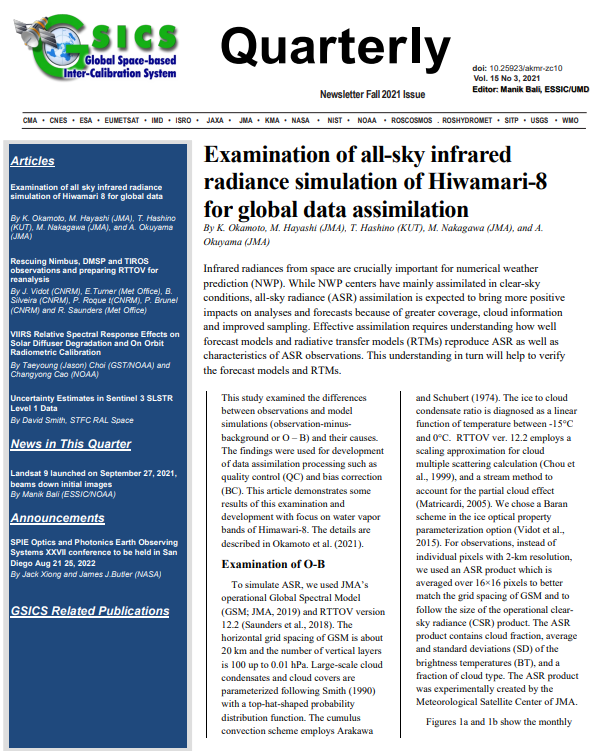 GSICS
Global Space-based
Inter-Calibration System
Quarterly
Newsletter Fall 2021 Issue
doi: 10.25923/akmr-zc10
Vol. 15 No 3, 2021
Editor: Manik Bali, ESSIC/UMD
CMA • CNES • ESA • EUMETSAT • IMD • ISRO • JAXA • JMA • KMA • NASA • NIST • NOAA • ROSCOSMOS . ROSHYDROMET • SITP • USGS • WMO
Articles
Examination of all sky infrared
radiance simulation of Hiwamari 8
for global data
By K. Okamoto, M. Hayashi (JMA), T. Hashino
(KUT), M. Nakagawa (JMA), and A. Okuyama
(JMA)
Rescuing Nimbus, DMSP and TIROS
observations and preparing RTTOV for
reanalysis
By J. Vidot (CNRM), E.Turner (Met Office), B.
Silveira (CNRM), P. Roque t(CNRM), P. Brunel
(CNRM) and R. Saunders (Met Office)
VIIRS Relative Spectral Response Effects on
Solar Diffuser Degradation and On Orbit
Radiometric Calibration
By Taeyoung (Jason) Choi (GST/NOAA) and
Changyong Cao (NOAA)
Uncertainty Estimates in Sentinel 3 SLSTR
Level 1 Data
By David Smith, STFC RAL Space
News in This Quarter
Landsat 9 launched on September 27, 2021,
beams down initial images
By Manik Bali (ESSIC/NOAA)
Announcements
SPIE Optics and Photonics Earth Observing
Systems XXVII conference to be held in San
Diego Aug 21 25, 2022
By Jack Xiong and James J.Butler (NASA)
GSICS Related Publications
Examination of all-sky infrared
radiance simulation of Hiwamari-8
for global data assimilation
By K. Okamoto, M. Hayashi (JMA), T. Hashino (KUT), M. Nakagawa (JMA), and A.
Okuyama (JMA)
Infrared radiances from space are crucially important for numerical weather
prediction (NWP). While NWP centers have mainly assimilated in clear-sky
conditions, all-sky radiance (ASR) assimilation is expected to bring more positive
impacts on analyses and forecasts because of greater coverage, cloud information
and improved sampling. Effective assimilation requires understanding how well
forecast models and radiative transfer models (RTMs) reproduce ASR as well as
characteristics of ASR observations. This understanding in turn will help to verify
the forecast models and RTMs.
This study examined the differences
between observations and model
simulations (observation-minus-
background or O – B) and their causes.
The findings were used for development
of data assimilation processing such as
quality control (QC) and bias correction
(BC). This article demonstrates some
results of this examination and
development with focus on water vapor
bands of Himawari-8. The details are
described in Okamoto et al. (2021).
Examination of O-B
To simulate ASR, we used JMA's
operational Global Spectral Model
(GSM; JMA, 2019) and RTTOV version
12.2 (Saunders et al., 2018). The
horizontal grid spacing of GSM is about
20 km and the number of vertical layers
is 100 up to 0.01 hPa. Large-scale cloud
condensates and cloud covers are
parameterized following Smith (1990)
with a top-hat-shaped probability
distribution function. The cumulus
convection scheme employs Arakawa
and Schubert (1974). The ice to cloud
condensate ratio is diagnosed as a linear
function of temperature between -15°C
and 0°C. RTTOV ver. 12.2 employs a
scaling approximation for cloud
multiple scattering calculation (Chou et
al., 1999), and a stream method to
account for the partial cloud effect
(Matricardi, 2005). We chose a Baran
scheme in the ice optical property
parameterization option (Vidot et al.,
2015). For observations, instead of
individual pixels with 2-km resolution,
we used an ASR product which is
averaged over 16×16 pixels to better
match the grid spacing of GSM and to
follow the size of the operational clear-
sky radiance (CSR) product. The ASR
product contains cloud fraction, average
and standard deviations (SD) of the
brightness temperatures (BT), and a
fraction of cloud type. The ASR product
was experimentally created by the
Meteorological Satellite Center of JMA.
Figures 1a and 1b show the monthly